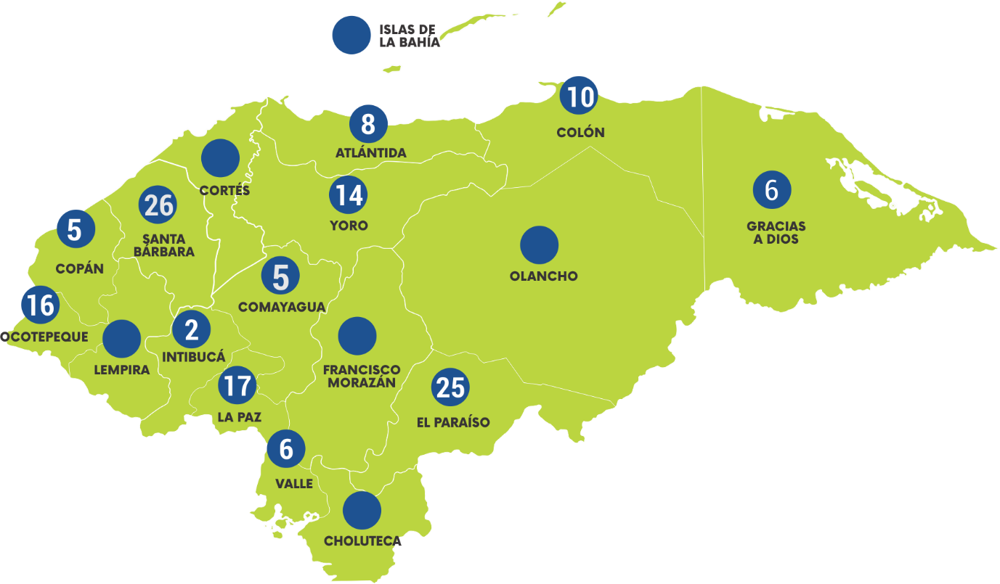 ISLAS DE
LA BAHÍA
10
COLÓN
8
ATLÁNTIDA
CORTÉS
14
YORO
6
GRACIAS
A DIOS
26
SANTA
BÁRBARA
5
COPÁN
OLANCHO
5
COMAYAGUA
16
OCOTEPEQUE
2
INTIBUCÁ
LEMPIRA
FRANCISCO
MORAZÁN
17
LA PAZ
25
EL PARAÍSO
6
VALLE
CHOLUTECA